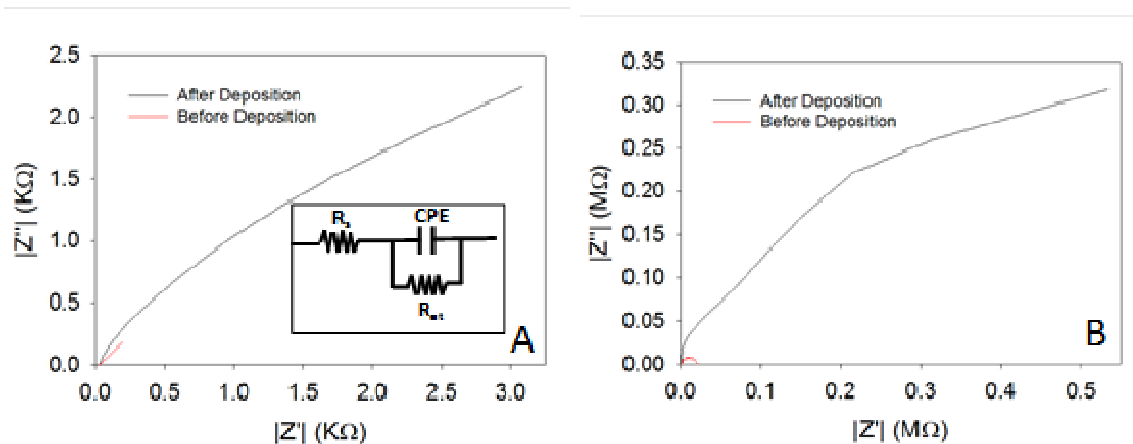 2.5
2.0
1.5
1.0
0.5
0.0
|Z"| (KΩ)
After Deposition
Before Deposition
Rs
CPE
Rct
A
0.0 0.5 1.0 1.5 2.0 2.5 3.0
|Z'| (KΩ)
0.35
0.30
0.25
0.20
0.15
0.10
0.05
0.00
|Z"| (MΩ)
After Deposition
Before Deposition
B
0.0 0.1 0.2 0.3 0.4 0.5
|Z'| (MΩ)